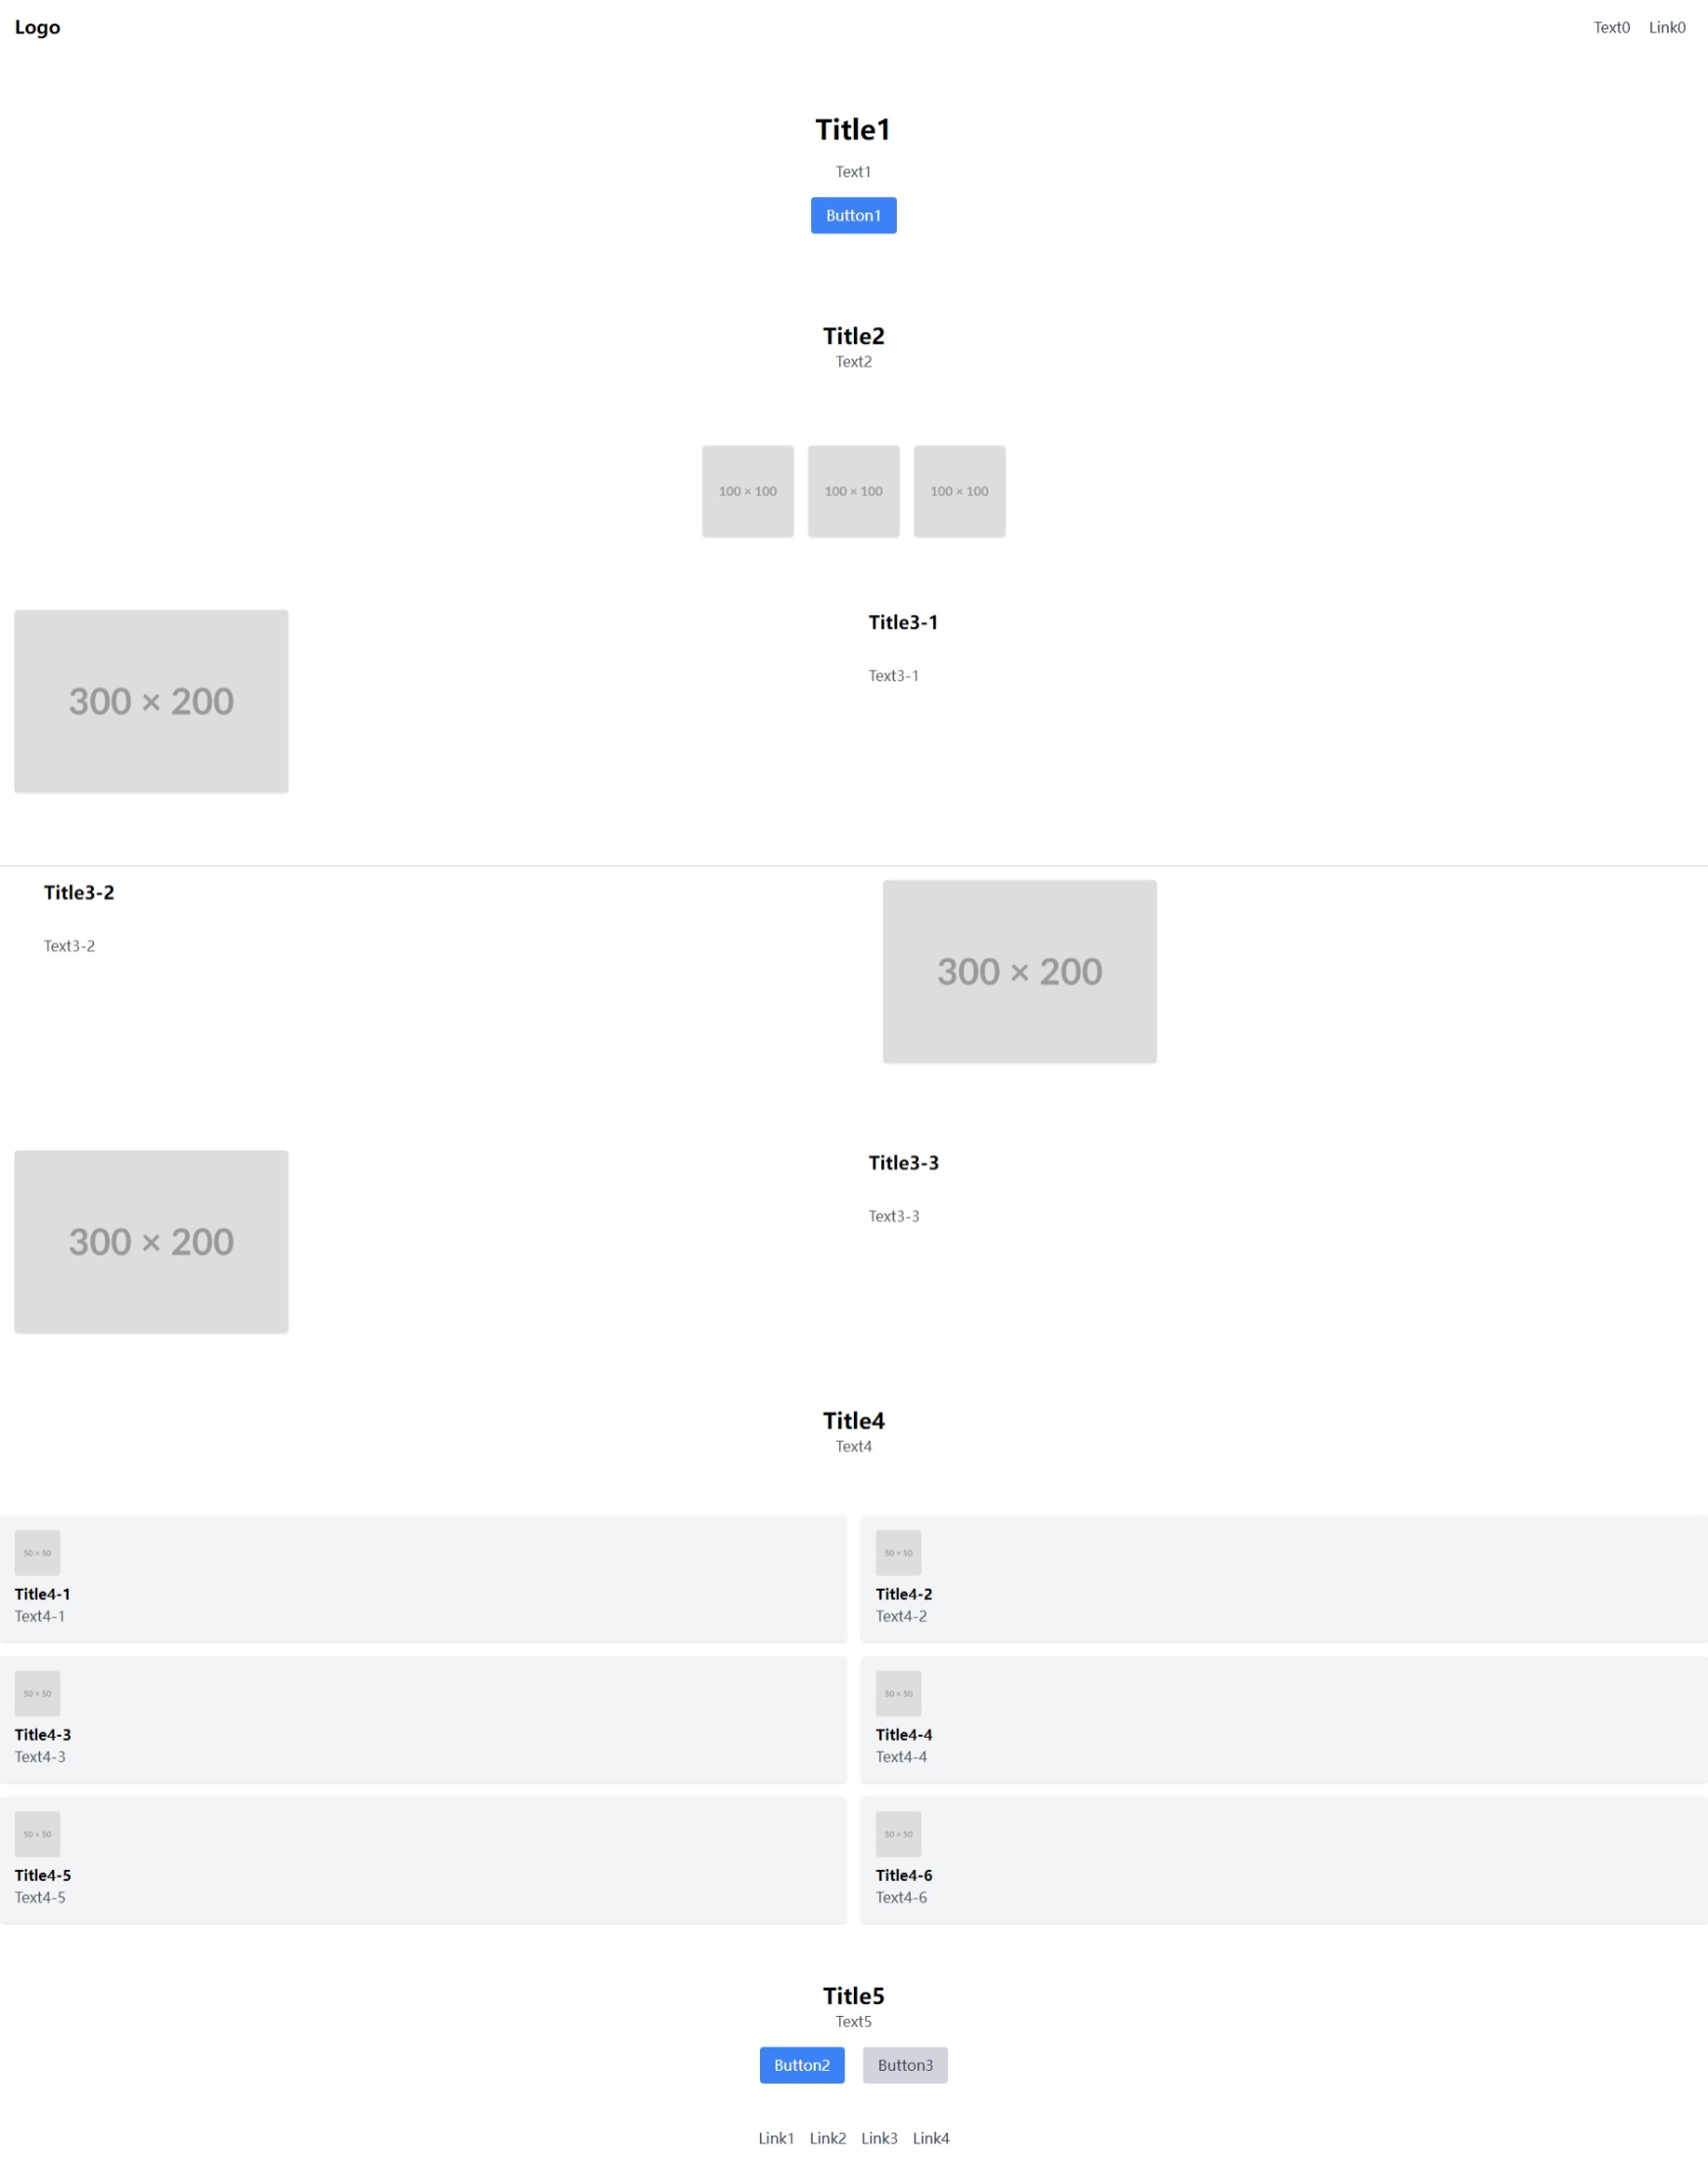 Logo
Text0 Link0
Title1
Text1
Button1
Title2
Text2
100 × 100 100 × 100 100 × 100
300 × 200
Title3-1
Text3-1
Title3-2
Text3-2
300 × 200
300 × 200
Title3-3
Text3-3
Title4
Text4
50 × 50
Title4-1
Text4-1
50 × 50
Title4-2
Text4-2
50 × 50
Title4-3
Text4-3
50 × 50
Title4-4
Text4-4
50 × 50
Title4-5
Text4-5
50 × 50
Title4-6
Text4-6
Title5
Text5
Button2 Button3
Link1 Link2 Link3 Link4